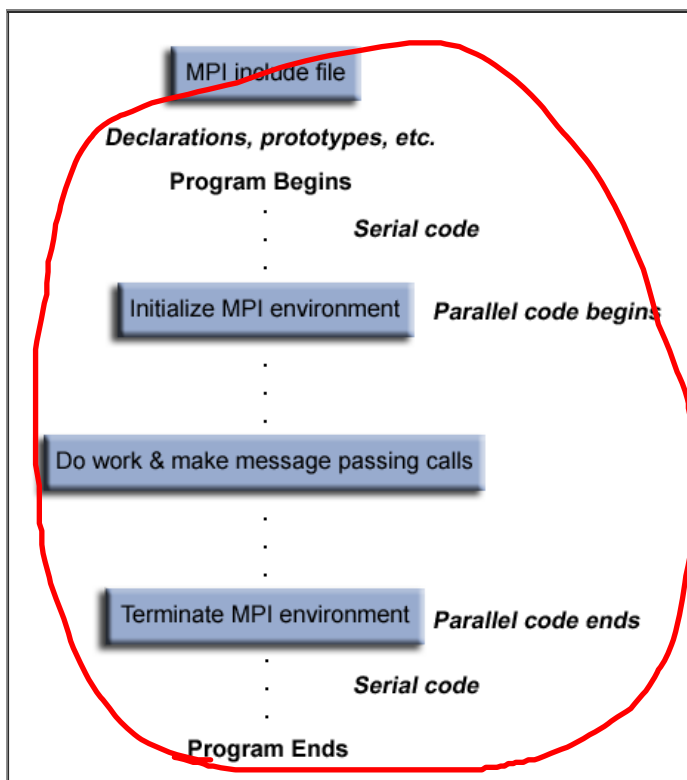 MPI include file
Declarations, prototypes, etc.
Program Begins
Serial code
Initialize MPI environment
Parallel code begins
Do work & make message passing calls
Terminate MPI environment
Parallel code ends
Serial code
Program Ends